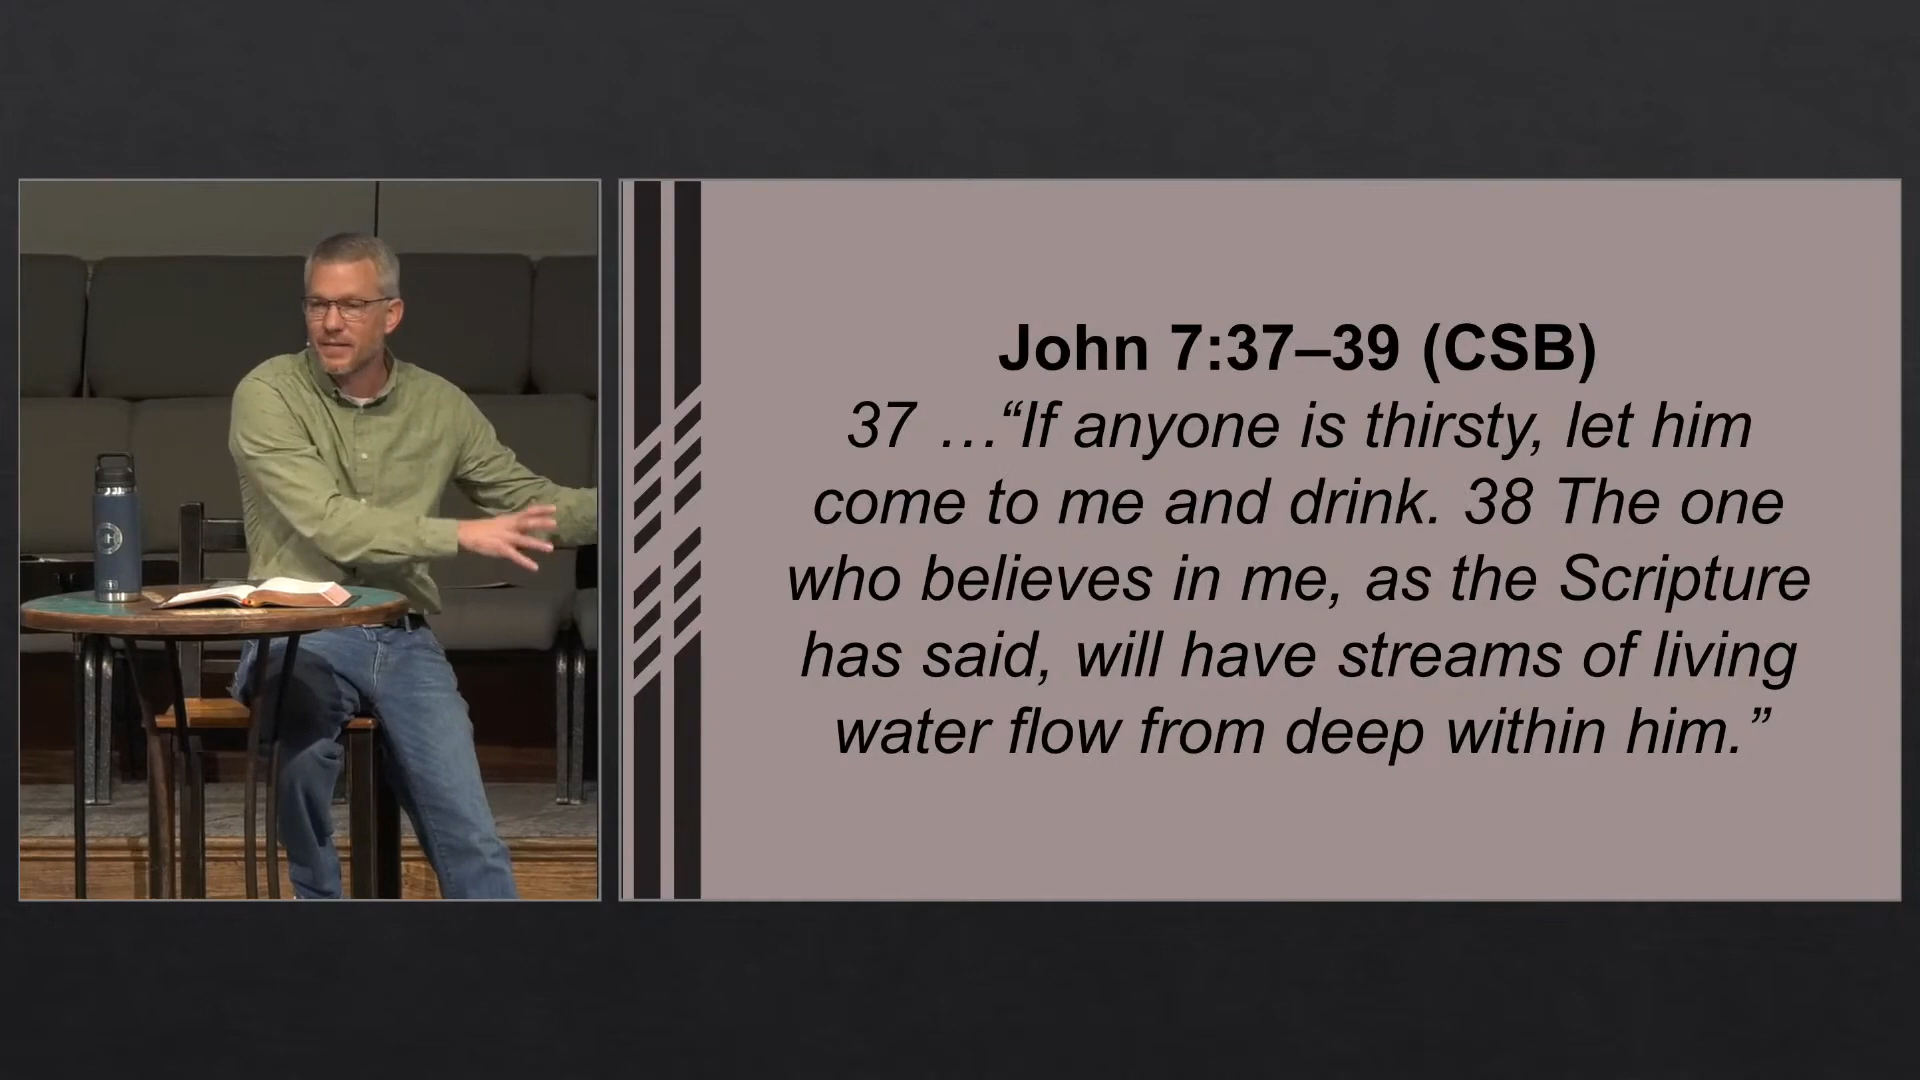 John 7:37–39 (CSB)
37 …“If anyone is thirsty, let him
come to me and drink. 38 The one
who believes in me, as the Scripture
has said, will have streams of living
water flow from deep within him.”